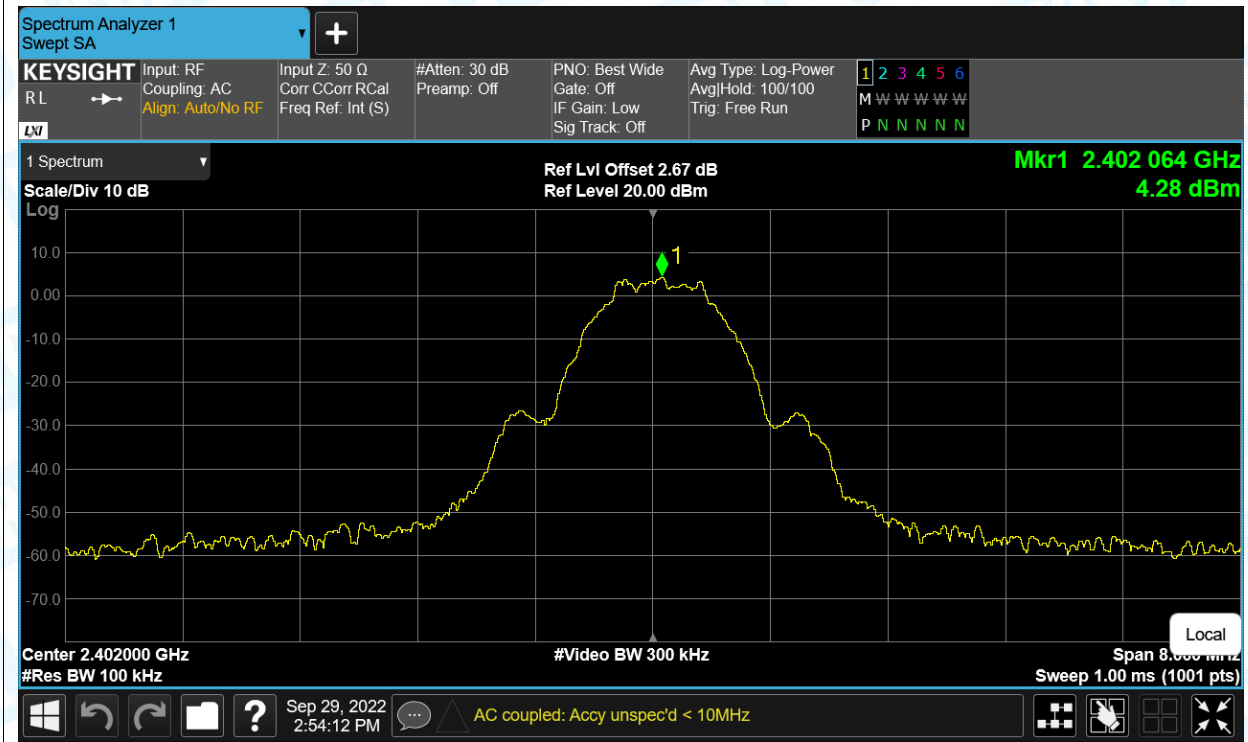 Spectrum Analyzer 1
Swept SA
KEYSIGHT
R L
LXI
Input: RF
Coupling: AC
Align: Auto/No RF
Input Z: 50 Ω
Corr CCorr RCal
Freq Ref: Int (S)
#Atten: 30 dB
Preamp: Off
PNO: Best Wide
Gate: Off
IF Gain: Low
Sig Track: Off
Avg Type: Log-Power
Avg|Hold: 100/100
Trig: Free Run
1 2 3 4 5 6
M W W W W W
P N N N N N
1 Spectrum
Scale/Div 10 dB
Log
Ref Lvl Offset 2.67 dB
Ref Level 20.00 dBm
Mkr1 2.402 064 GHz
4.28 dBm
1
10.0
0.00
-10.0
-20.0
-30.0
-40.0
-50.0
-60.0
-70.0
Local
Center 2.402000 GHz
#Res BW 100 kHz
#Video BW 300 kHz
Span
Sweep 1.00 ms (1001 pts)
?
Sep 29, 2022
2:54:12 PM
AC coupled: Accy unspec'd < 10MHz